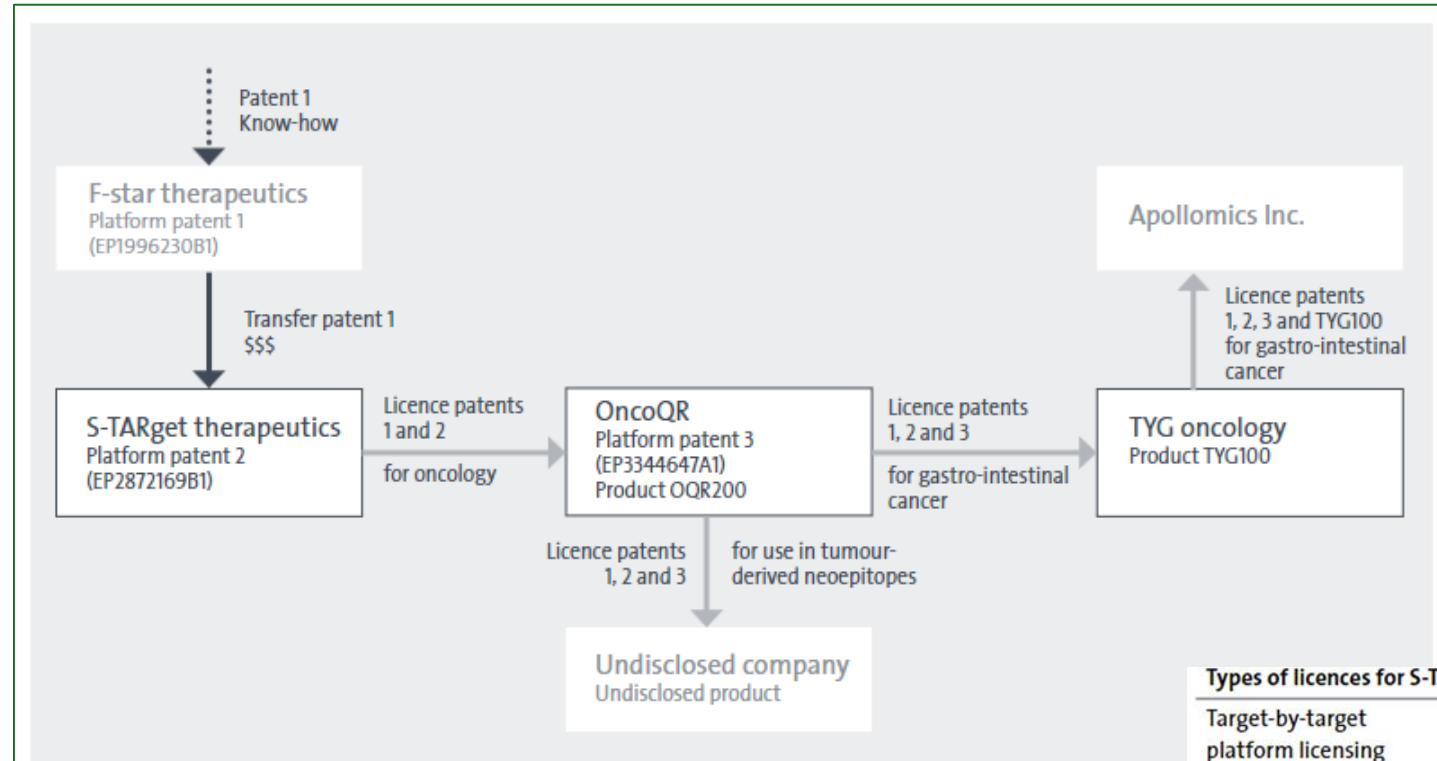 Patent 1
Know-how
F-star therapeutics
Platform patent 1
(EP1996230B1)
Transfer patent 1
$$$
S-TARget therapeutics
Platform patent 2
(EP2872169B1)
Licence patents
1 and 2
for oncology
OncoQR
Platform patent 3
(EP3344647A1)
Product OQR200
Licence patents
1, 2 and 3
for gastro-intestinal
cancer
TYG oncology
Product TYG100
Licence patents
1, 2, 3 and TYG100
for gastro-intestinal
cancer
Apollomics Inc.
Licence patents
1, 2 and 3
for use in tumour-
derived neoepitopes
Undisclosed company
Undisclosed product
Types of licences for S-T
Target-by-target
platform licensing